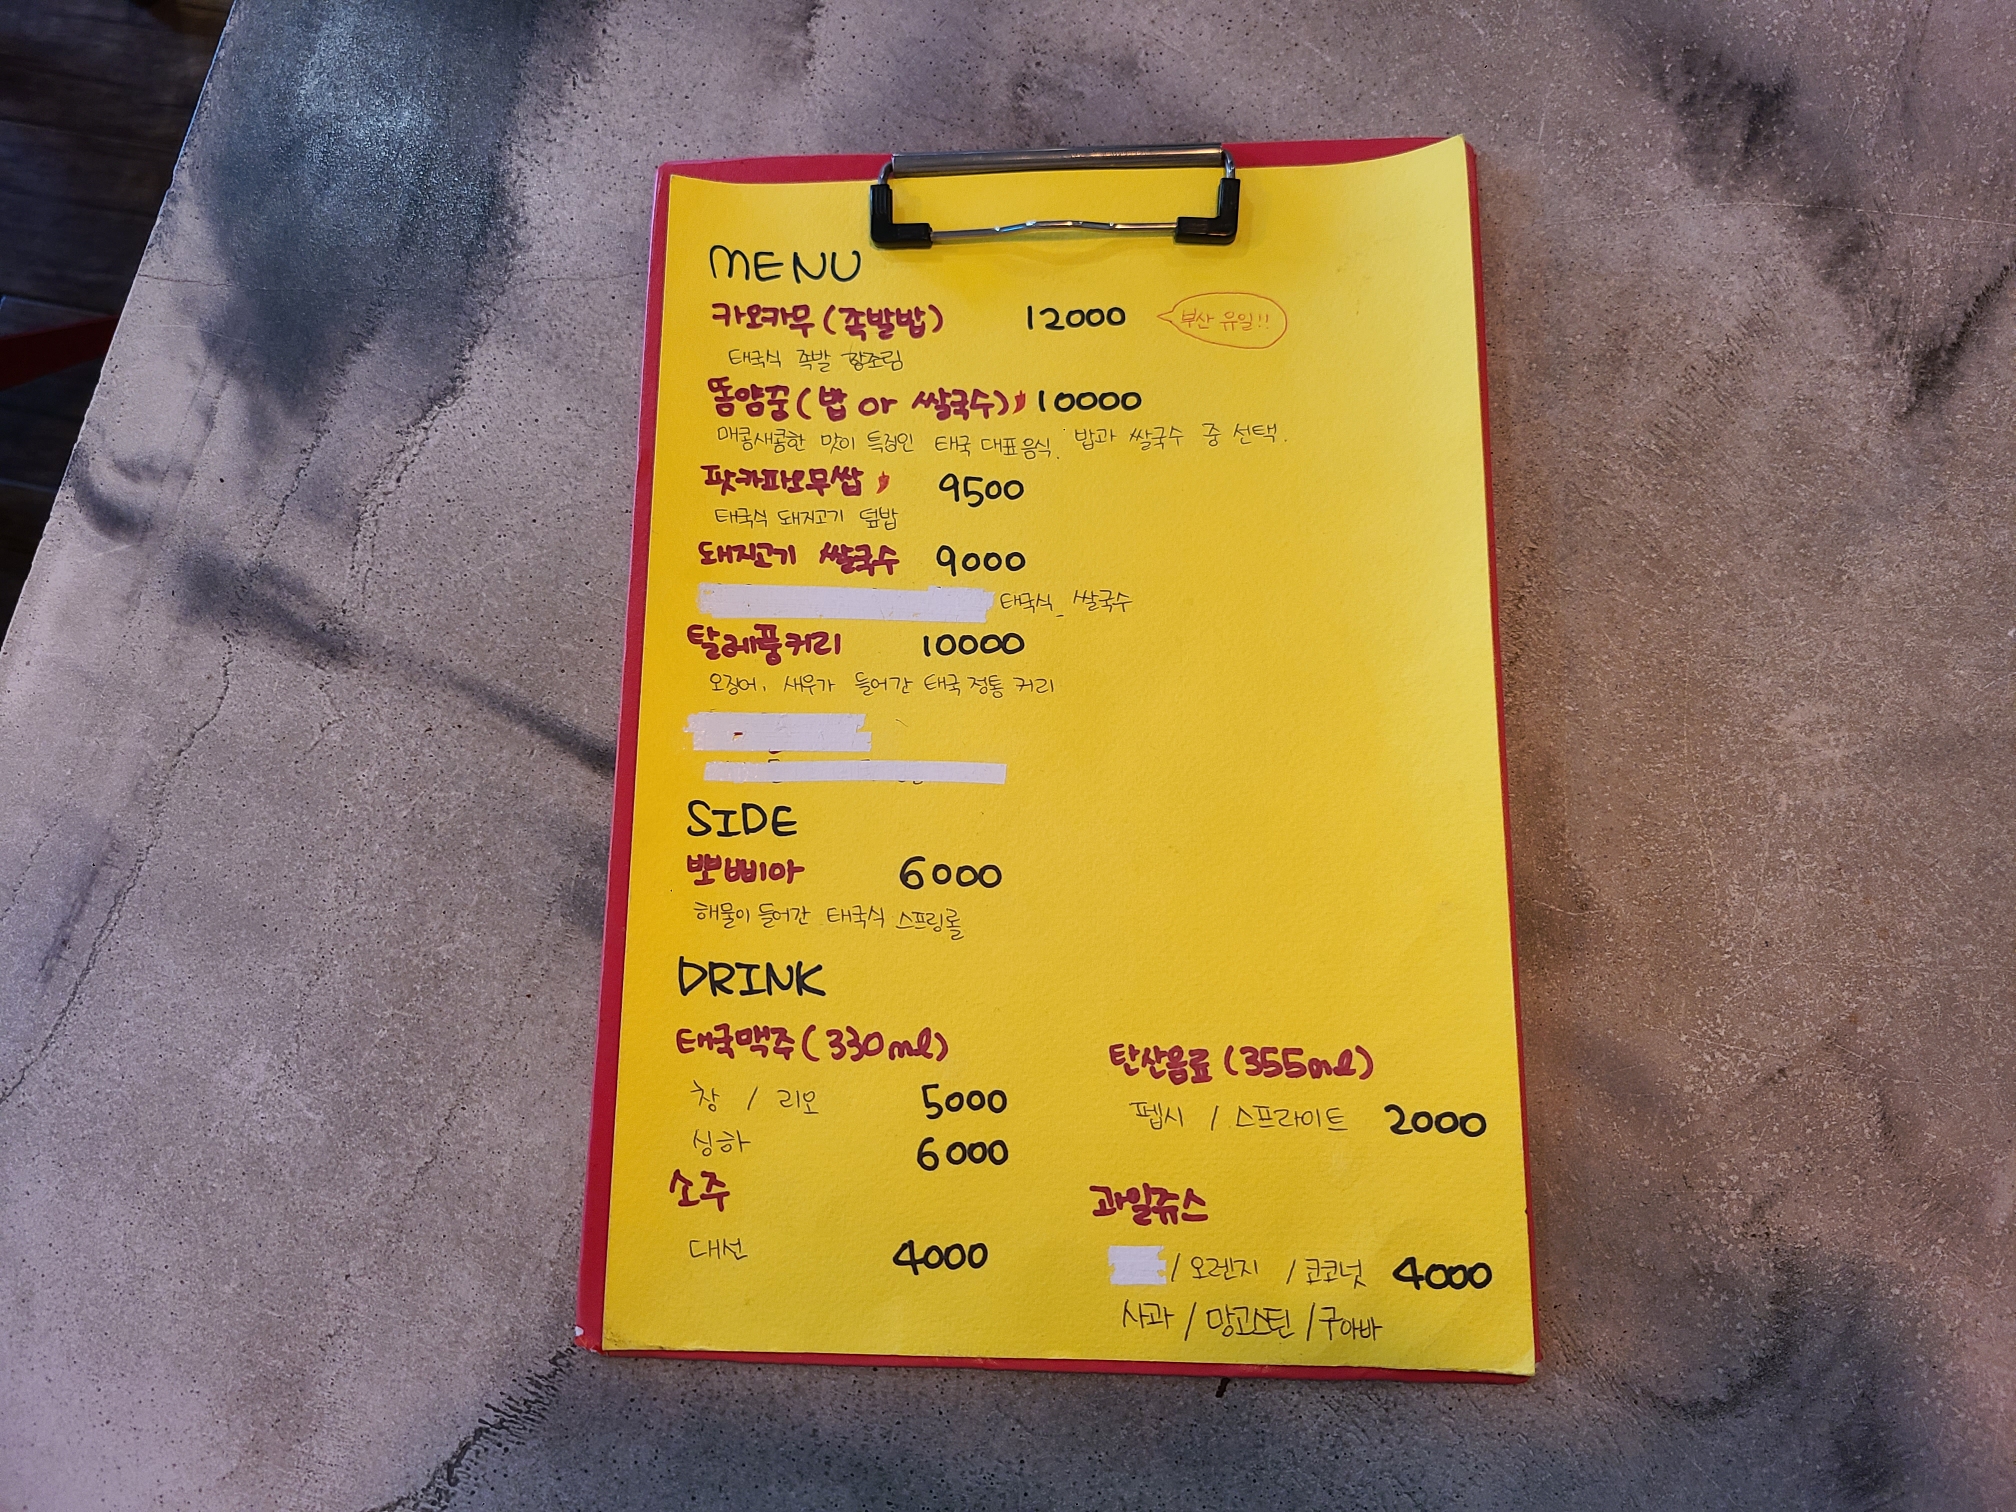 MENU
카오카무 (족발밥) 12000 부산 유일!!
태국식 족발 장조림
똠얌꿍 (밥 or 쌀국수) 10000
매콤새콤한 맛이 특징인 태국 대표음식. 밥과 쌀국수 중 선택.
팟카파오무쌉 9500
태국식 돼지고기 덮밥
돼지고기 쌀국수 9000
태국식 쌀국수
탈레풍커리 10000
오징어, 새우가 들어간 태국 정통 커리
SIDE
뽀삐아 6000
해물이 들어간 태국식 스프링롤
DRINK
태국맥주 (330ml)
창 / 리오 5000
싱하 6000
소주
대선 4000
탄산음료 (355ml)
펩시 / 스프라이트 2000
과일쥬스
/ 오렌지 / 코코넛 4000
사과 / 망고스틴 / 구아바